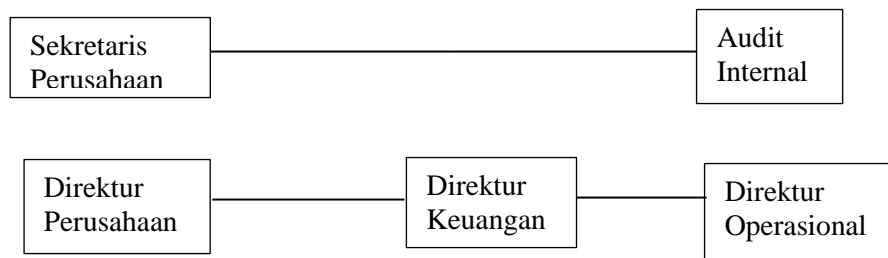 Sekretaris
Perusahaan
Audit
Internal
Direktur
Perusahaan
Direktur
Keuangan
Direktur
Operasional